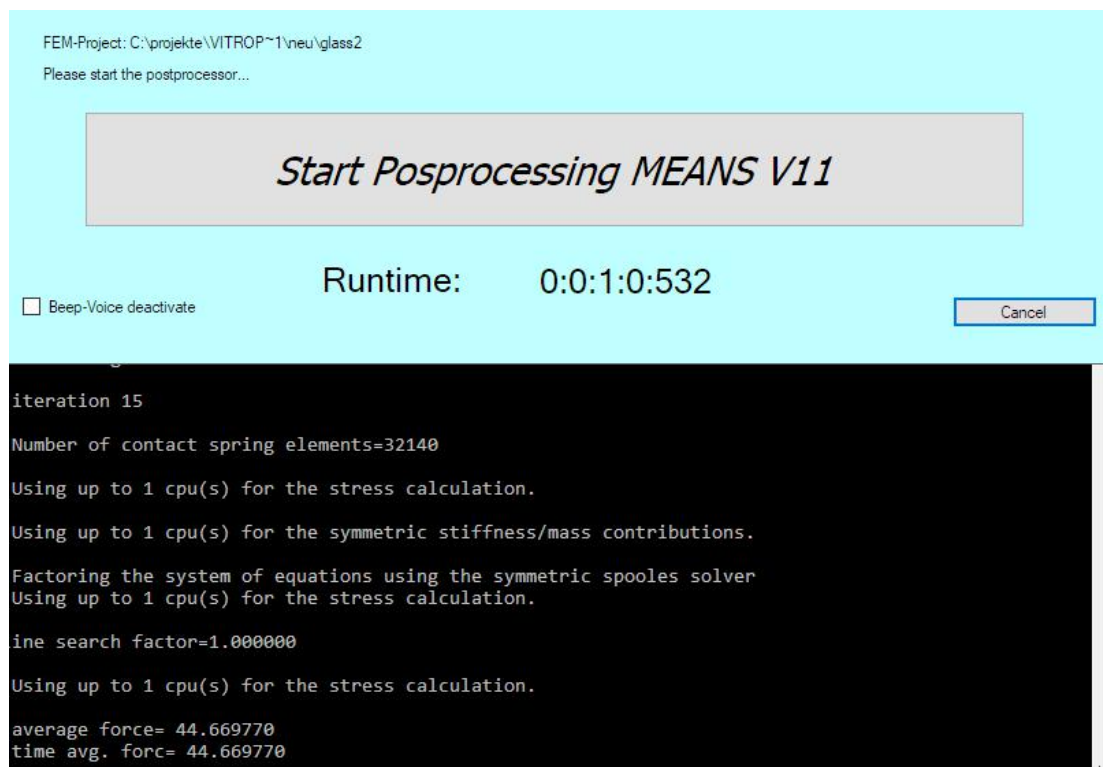 FEM-Project: C:\projekte\VITROP~1\neu\glass2
Please start the postprocessor...
Start Posprocessing MEANS V11
Runtime: 0:0:1:0:532
Beep-Voice deactivate
Cancel
iteration 15
Number of contact spring elements=32140
Using up to 1 cpu(s) for the stress calculation.
Using up to 1 cpu(s) for the symmetric stiffness/mass contributions.
Factoring the system of equations using the symmetric spooles solver
Using up to 1 cpu(s) for the stress calculation.
ine search factor=1.000000
Using up to 1 cpu(s) for the stress calculation.
average force= 44.669770
time avg. forc= 44.669770